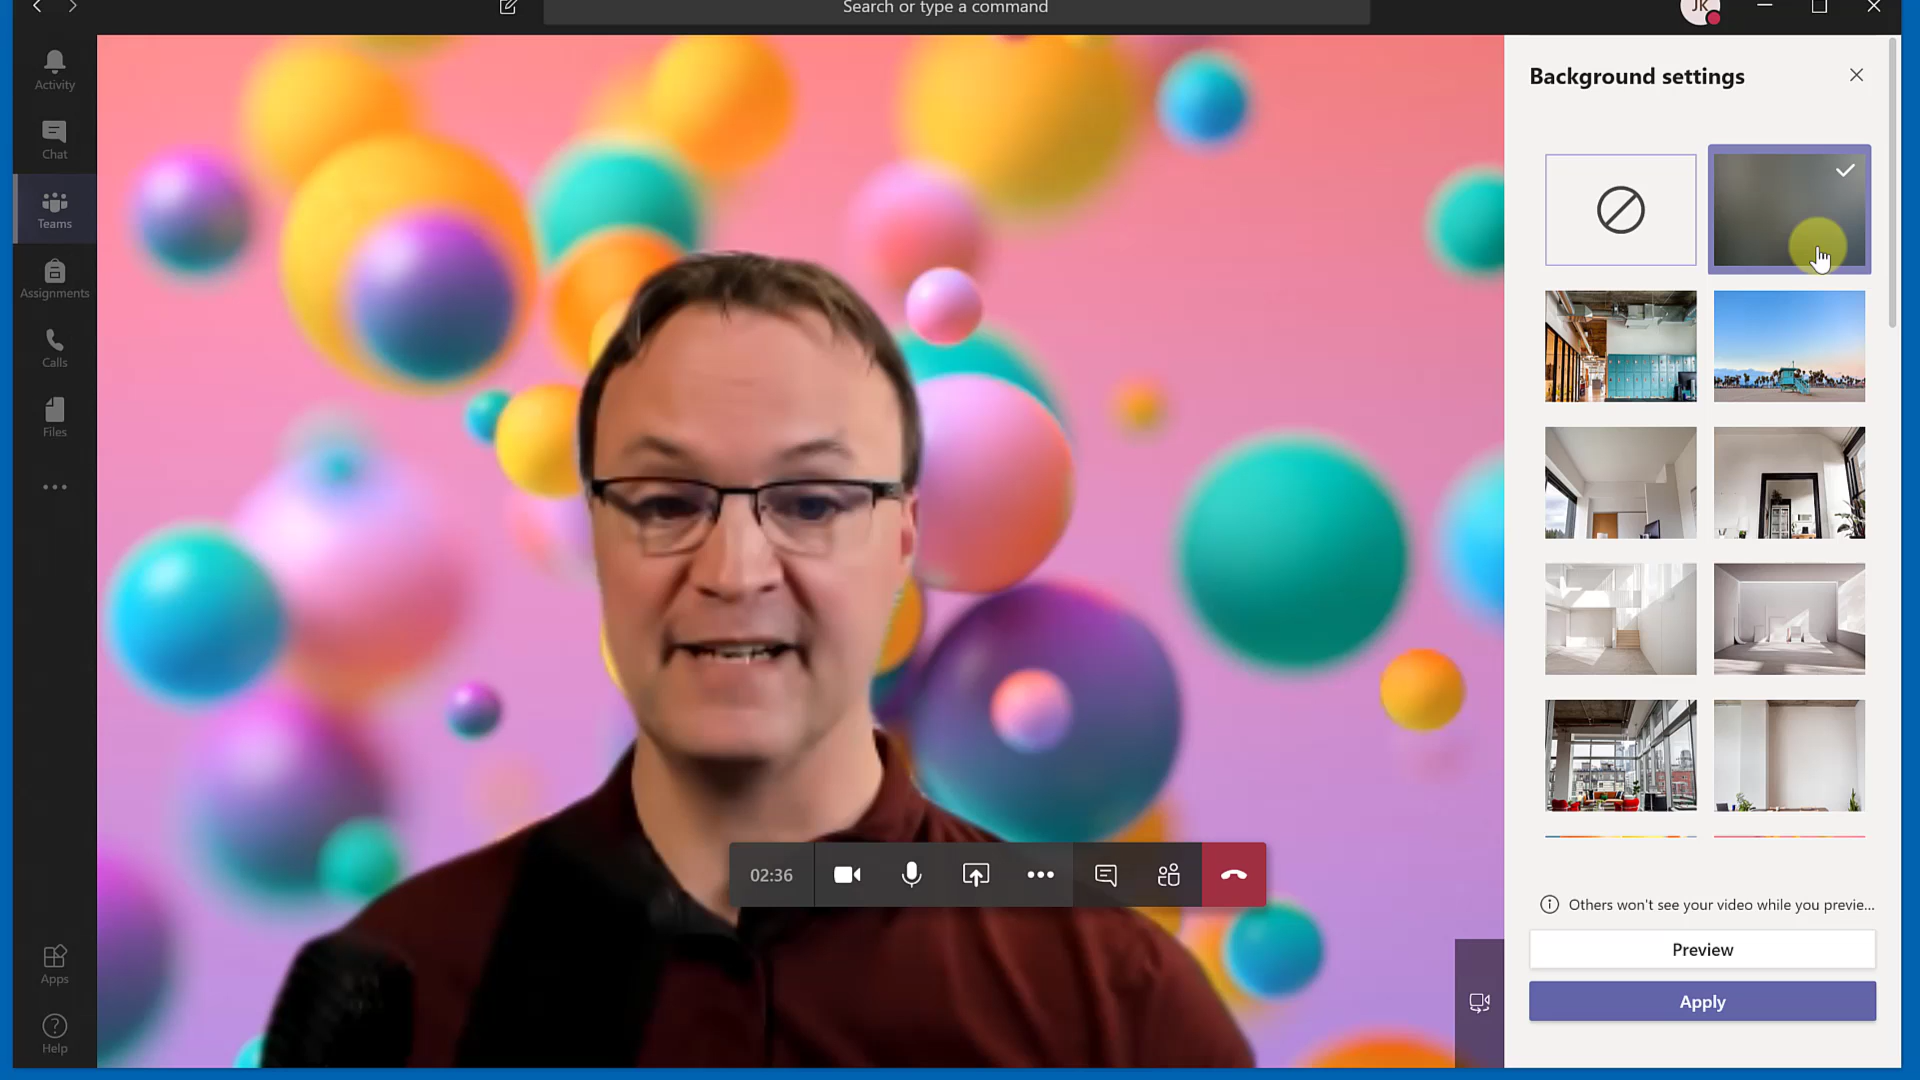 Search or type a command
JK
Activity
Chat
Teams
Assignments
Calls
Files
Apps
Help
Background settings
02:36
Others won't see your video while you previe...
Preview
Apply